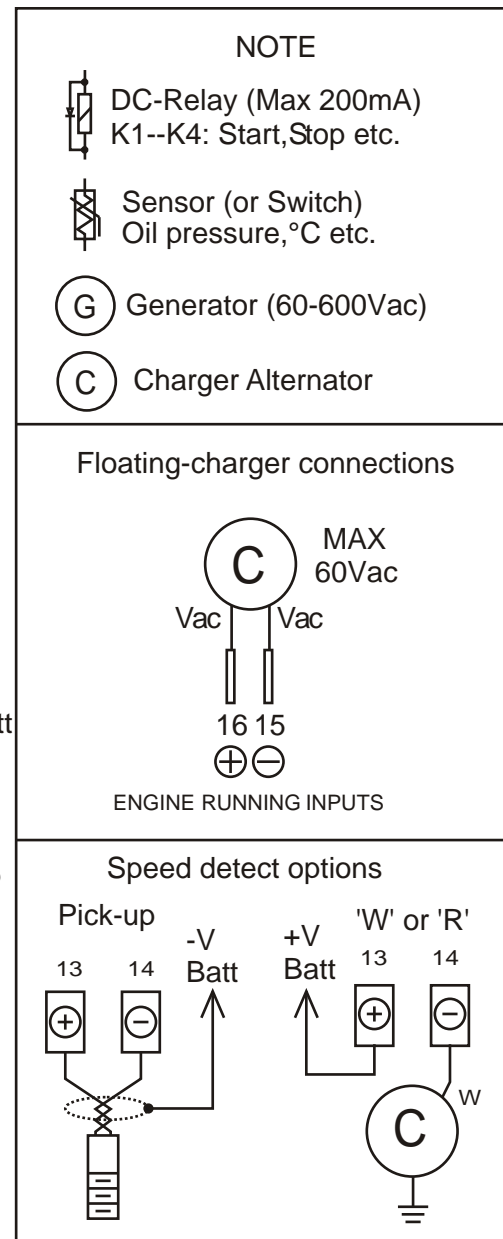 NOTE
DC-Relay (Max 200mA)
K1--K4: Start,Stop etc.
Sensor (or Switch)
Oil pressure,°C etc.
G Generator (60-600Vac)
C Charger Alternator
Floating-charger connections
C
MAX
60Vac
Vac Vac
16 15
+ −
ENGINE RUNNING INPUTS
Speed detect options
Pick-up
-V
Batt
13 14
+ −
+V
Batt
'W' or 'R'
13 14
+ −
W
C